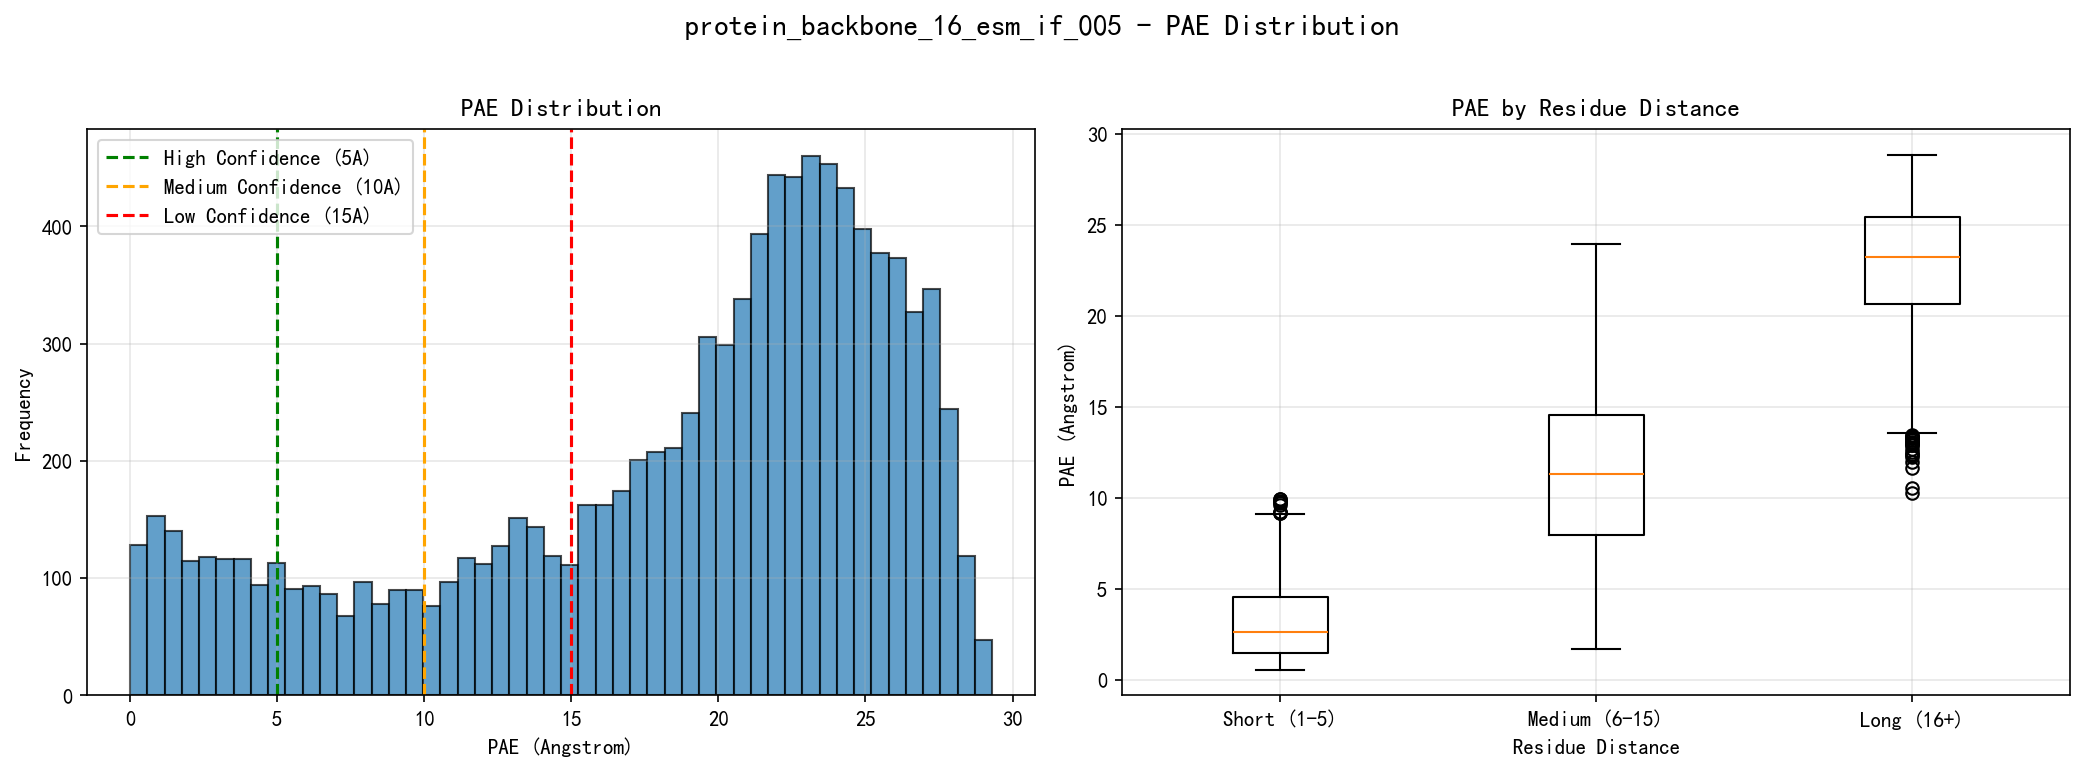 protein_backbone_16_esm_if_005 - PAE Distribution
PAE Distribution
High Confidence (5A)
Medium Confidence (10A)
Low Confidence (15A)
Frequency
400
300
200
100
0
0 5 10 15 20 25 30
PAE (Angstrom)
PAE by Residue Distance
PAE (Angstrom)
30
25
20
15
10
5
0
Short (1-5) Medium (6-15) Long (16+)
Residue Distance